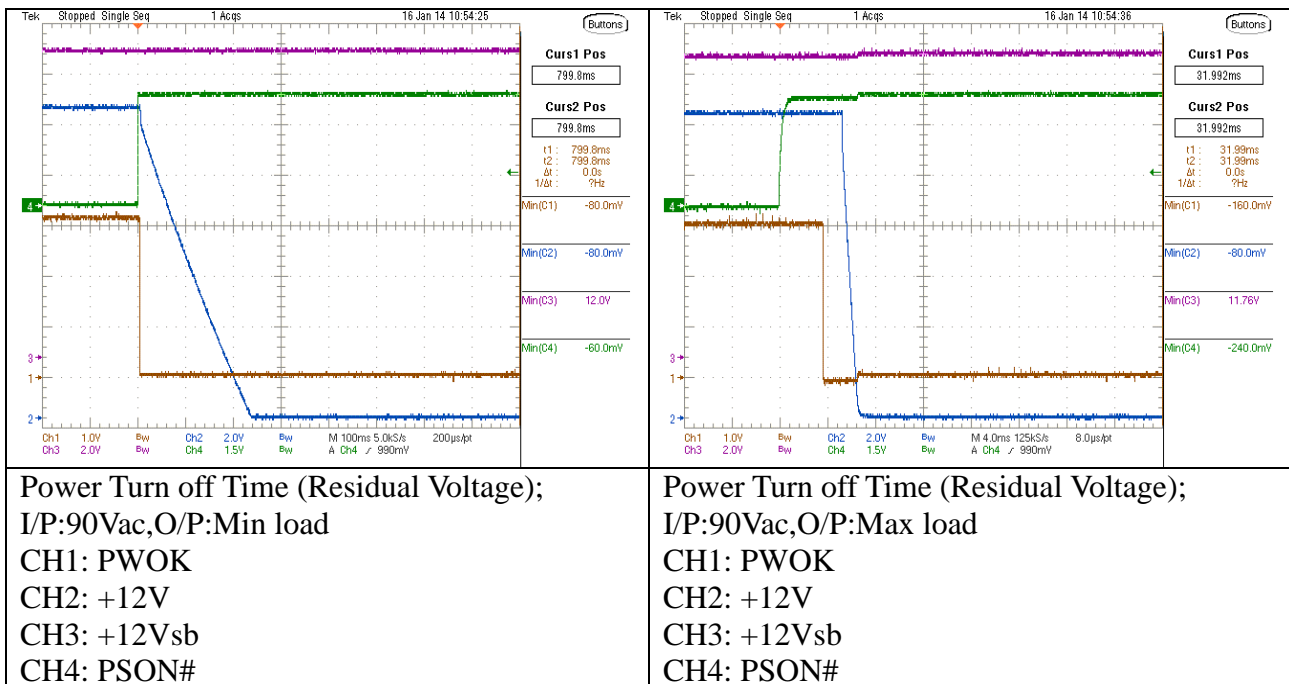 Tek Stopped Single Seq 1 Acqs 16 Jan 14 10:54:25
Buttons
Curs1 Pos
799.8ms
Curs2 Pos
799.8ms
t1: 799.8ms
t2: 799.8ms
Δt: 0.0s
1/Δt: ?Hz
Min(C1) -80.0mV
Min(C2) -80.0mV
Min(C3) 12.0V
Min(C4) -60.0mV
4
3
1
2
Ch1 1.0V Bw Ch2 2.0V Bw M 100ms 5.0kS/s 200µs/pt
Ch3 2.0V Bw Ch4 1.5V Bw A Ch4 / 990mV
Power Turn off Time (Residual Voltage);
I/P:90Vac,O/P:Min load
CH1: PWOK
CH2: +12V
CH3: +12Vsb
CH4: PSON#
Tek Stopped Single Seq 1 Acqs 16 Jan 14 10:54:36
Buttons
Curs1 Pos
31.992ms
Curs2 Pos
31.992ms
t1: 31.99ms
t2: 31.99ms
Δt: 0.0s
1/Δt: ?Hz
Min(C1) -160.0mV
Min(C2) -80.0mV
Min(C3) 11.76V
Min(C4) -240.0mV
4
3
1
2
Ch1 1.0V Bw Ch2 2.0V Bw M 4.0ms 125kS/s 8.0µs/pt
Ch3 2.0V Bw Ch4 1.5V Bw A Ch4 / 990mV
Power Turn off Time (Residual Voltage);
I/P:90Vac,O/P:Max load
CH1: PWOK
CH2: +12V
CH3: +12Vsb
CH4: PSON#